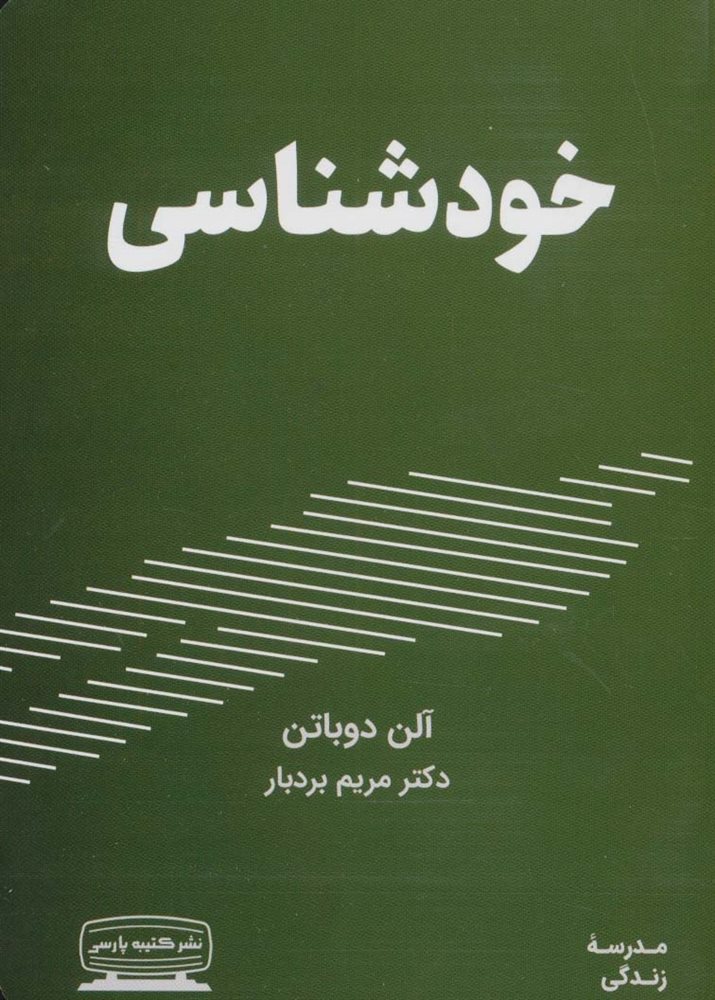 خودشناسی
آلن دوباتن
دکتر مریم بردبار
مدرسهٔ
زندگی
نشر کتیبه پارسی